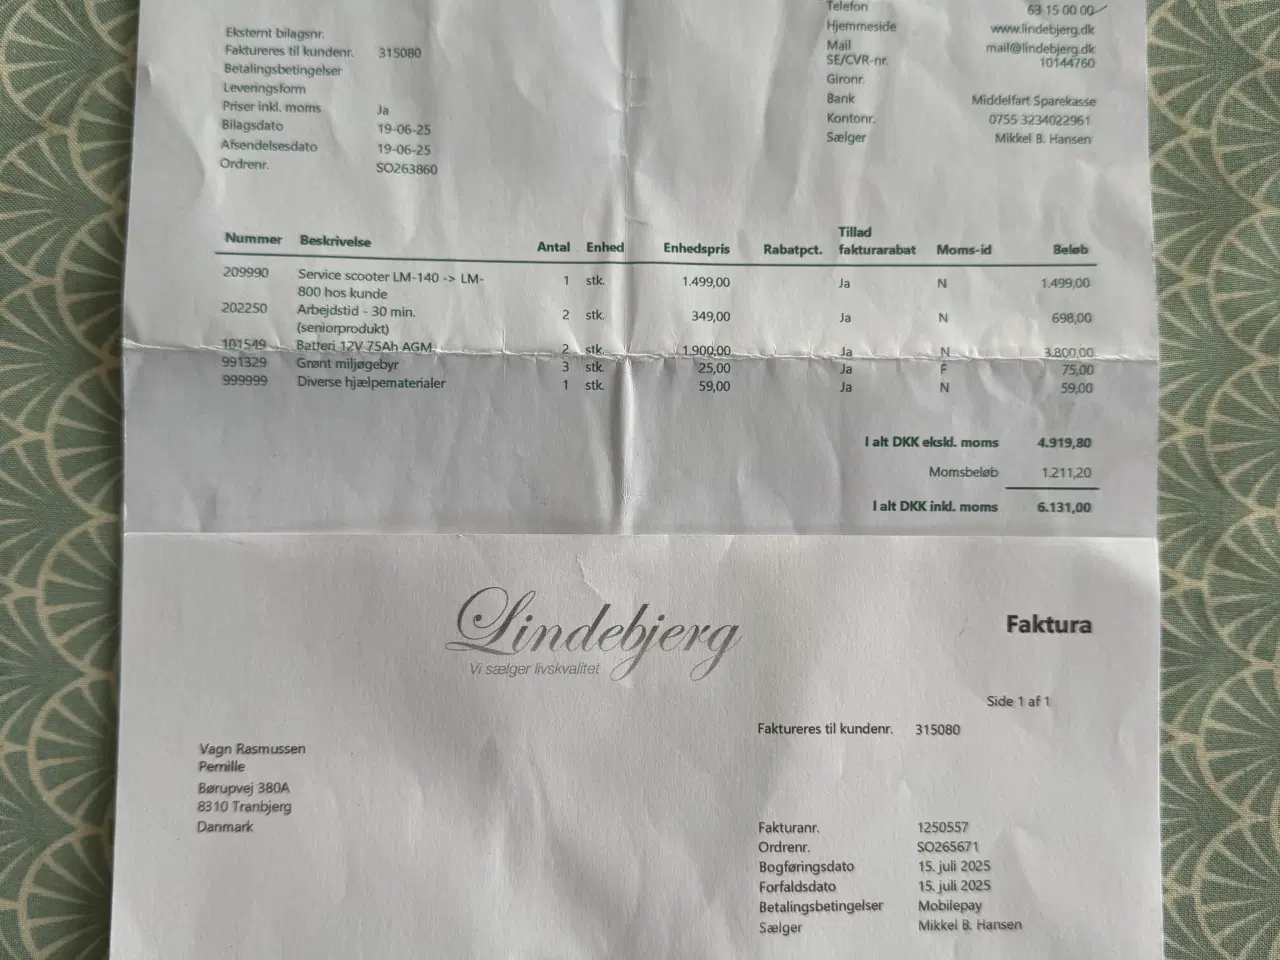 Telefon 63 15 00 00
Eksternt bilagsnr. Hjemmeside www.lindebjerg.dk
Faktureres til kundenr. 315080 Mail mail@lindebjerg.dk
Betalingsbetingelser SE/CVR-nr. 10144760
Leveringsform Gironr.
Priser inkl. moms Ja Bank Middelfart Sparekasse
Bilagsdato 19-06-25 Kontonr. 0755 3234022961
Afsendelsesdato 19-06-25 Sælger Mikkel B. Hansen
Ordrenr. SO263860
Nummer Beskrivelse Antal Enhed Enhedspris Rabatpct. Tillad fakturarabat Moms-id Beløb
209990 Service scooter LM-140 -> LM- 1 stk. 1.499,00 Ja N 1.499,00
800 hos kunde
202250 Arbejdstid - 30 min. 2 stk. 349,00 Ja N 698,00
(seniorprodukt)
101549 Batteri 12V 75Ah AGM 2 stk. 1.900,00 Ja N 3.800,00
991329 Grønt miljøgebyr 3 stk. 25,00 Ja F 75,00
999999 Diverse hjælpematerialer 1 stk. 59,00 Ja N 59,00
I alt DKK ekskl. moms 4.919,80
Momsbeløb 1.211,20
I alt DKK inkl. moms 6.131,00
Lindebjerg
Vi sælger livskvalitet
Faktura
Side 1 af 1
Faktureres til kundenr. 315080
Vagn Rasmussen
Pernille
Børupvej 380A
8310 Tranbjerg
Danmark
Fakturanr. 1250557
Ordrenr. SO265671
Bogføringsdato 15. juli 2025
Forfaldsdato 15. juli 2025
Betalingsbetingelser Mobilepay
Sælger Mikkel B. Hansen